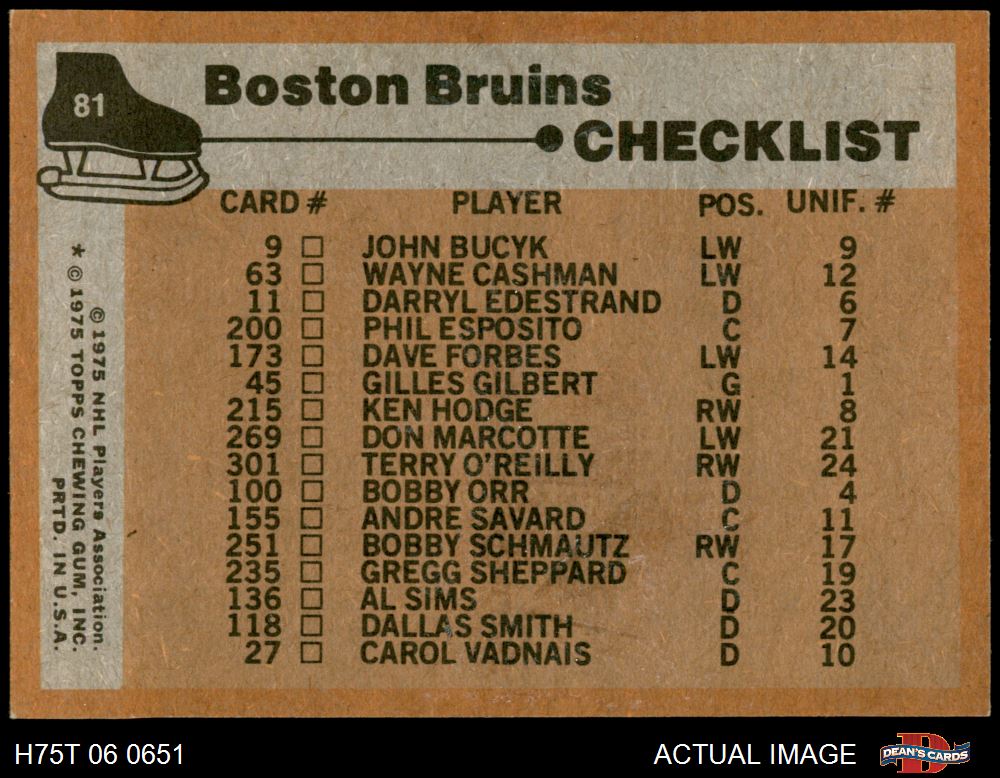 81
Boston Bruins
CHECKLIST
CARD # PLAYER POS. UNIF. #
9 □ JOHN BUCYK LW 9
63 □ WAYNE CASHMAN LW 12
11 □ DARRYL EDESTRAND D 6
200 □ PHIL ESPOSITO C 7
173 □ DAVE FORBES LW 14
45 □ GILLES GILBERT G 1
215 □ KEN HODGE RW 8
269 □ DON MARCOTTE LW 21
301 □ TERRY O'REILLY RW 24
100 □ BOBBY ORR D 4
155 □ ANDRE SAVARD C 11
251 □ BOBBY SCHMAUTZ RW 17
235 □ GREGG SHEPPARD C 19
136 □ AL SIMS D 23
118 □ DALLAS SMITH D 20
27 □ CAROL VADNAIS D 10
© 1975 NHL Players Association.
* © 1975 TOPPS CHEWING GUM, INC.
PRTD. IN U.S.A.
H75T 06 0651
ACTUAL IMAGE
D
DEAN'S CARDS